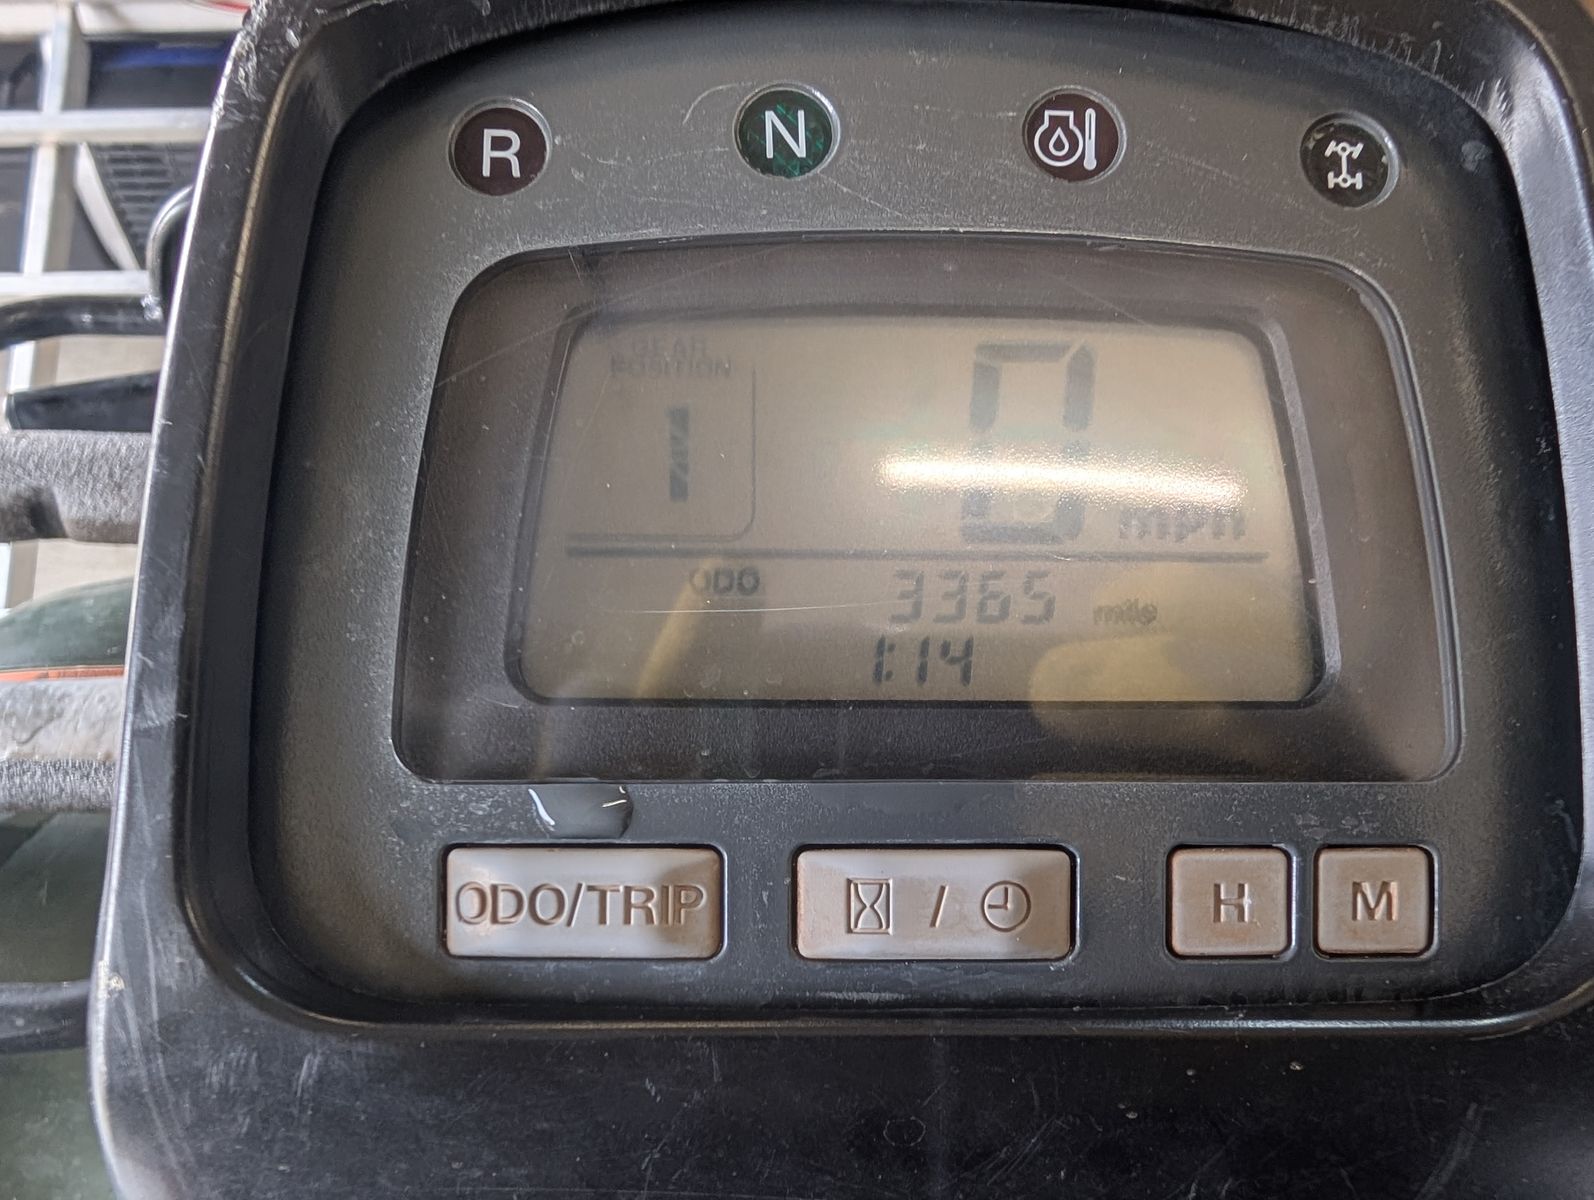 R
N
GEAR
POSITION
1
0
mph
ODO
3365
mile
1:14
ODO/TRIP
/
H
M